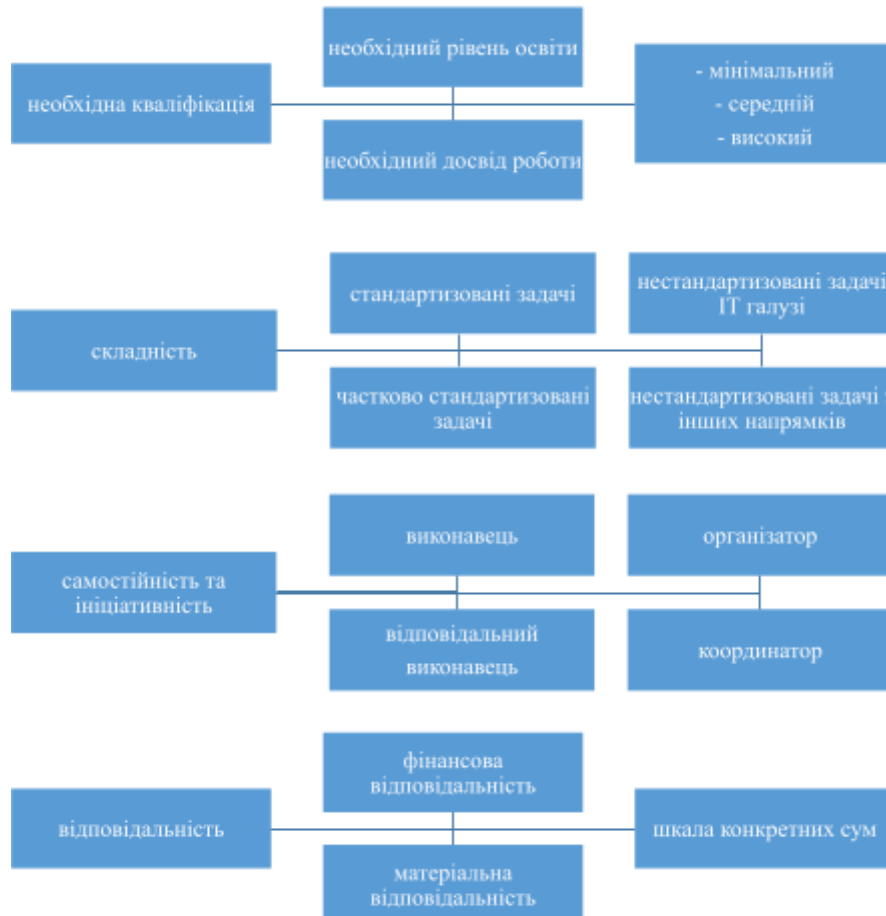 необхідна кваліфікація
необхідний рівень освіти
необхідний досвід роботи
- мінімальний
- середній
- високий
складність
стандартизовані задачі
частково стандартизовані
задачі
нестандартизовані задачі
ІТ галузі
нестандартизовані задачі
інших напрямків
самостійність та
ініціативність
виконавець
відповідальний
виконавець
організатор
координатор
відповідальність
фінансова
відповідальність
матеріальна
відповідальність
шкала конкретних сум